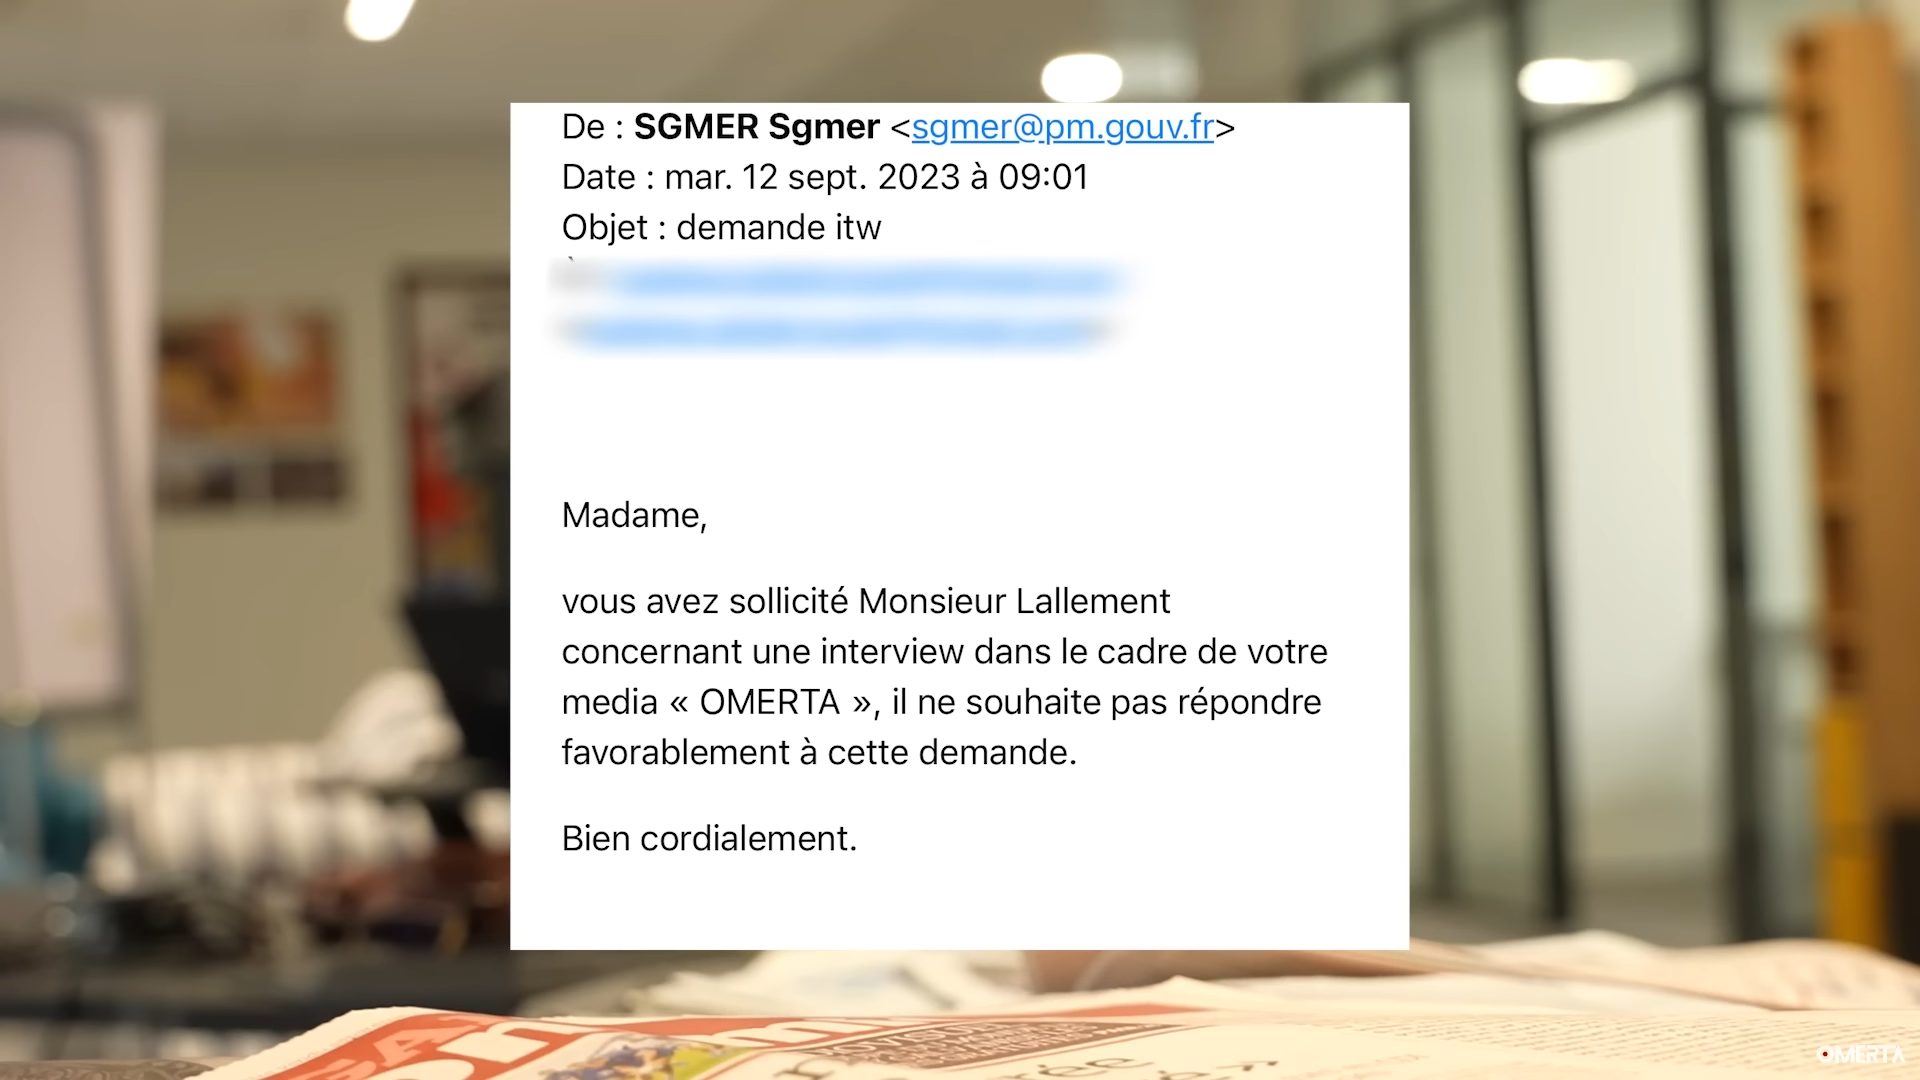 De : SGMER Sgmer <sgmer@pm.gouv.fr>
Date : mar. 12 sept. 2023 à 09:01
Objet : demande itw
Madame,
vous avez sollicité Monsieur Lallement
concernant une interview dans le cadre de votre
media « OMERTA », il ne souhaite pas répondre
favorablement à cette demande.
Bien cordialement.
OMERTA